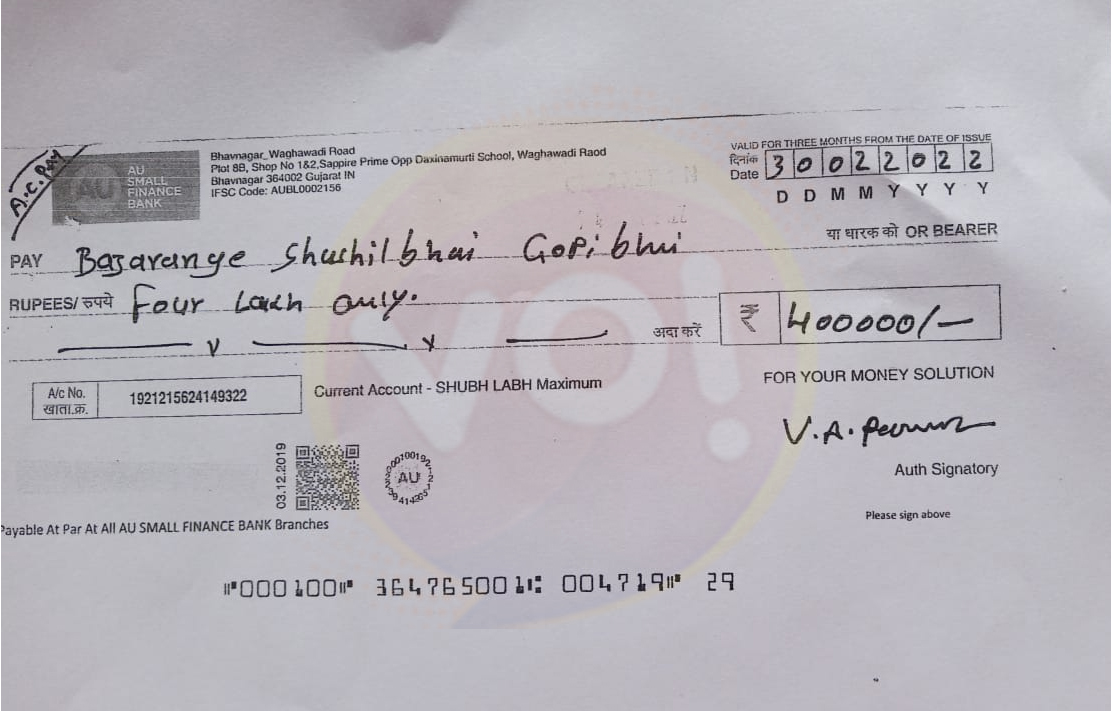 A.C. Pay
AU
SMALL
FINANCE
BANK
Bhavnagar_Waghawadi Road
Plot 8B, Shop No 1&2,Sappire Prime Opp Daxinamurti School, Waghawadi Raod
Bhavnagar 364002 Gujarat IN
IFSC Code: AUBL0002156
VALID FOR THREE MONTHS FROM THE DATE OF ISSUE
दिनांक
Date 3 0 0 2 2 0 2 2
D D M M Y Y Y Y
PAY Bajarange Shushilbhai Gopibhui
या धारक को OR BEARER
RUPEES/ रुपये Four Lakh only.
अदा करें ₹ 400000/-
A/c No.
खाता.क्र.
1921215624149322
Current Account - SHUBH LABH Maximum
FOR YOUR MONEY SOLUTION
V.A.
Auth Signatory
Please sign above
03.12.2019
AU
Payable At Par At All AU SMALL FINANCE BANK Branches
⑈000100⑈ 364765001⑆ 004719⑈ 29
VO!